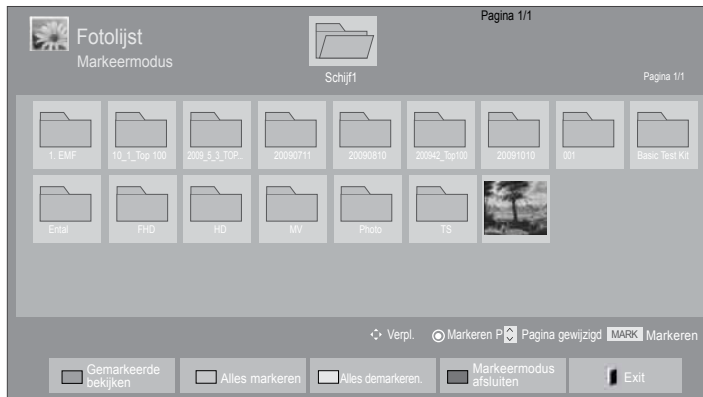 Pagina 1/1
Fotolijst
Markeermodus
Schijf1
Pagina 1/1
1. EMF
10_1_Top 100
2009_5_3_TOP...
20090711
20090810
200942_Top100
20091010
001
Basic Test Kit
Ental
FHD
HD
MV
Photo
TS
Verpl. Markeren P Pagina gewijzigd MARK Markeren
Gemarkeerde bekijken
Alles markeren
Alles demarkeren.
Markeermodus afsluiten
Exit